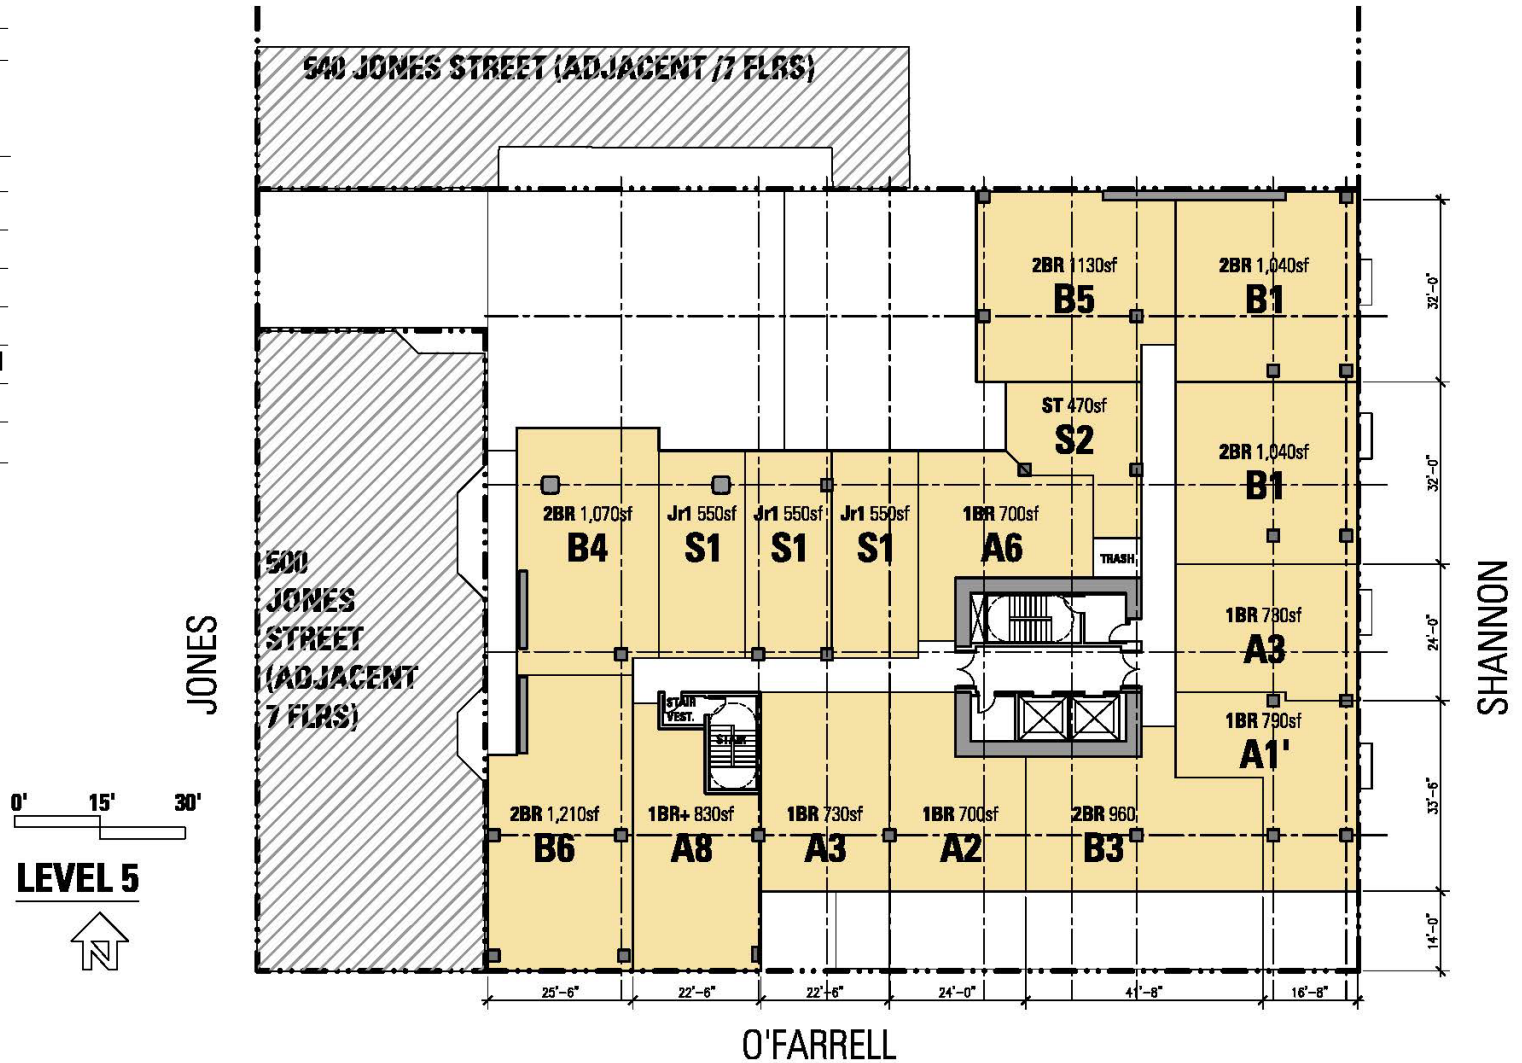 540 JONES STREET (ADJACENT /7 FLRS)
2BR 1130sf
B5
2BR 1,040sf
B1
32'-0"
ST 470sf
S2
2BR 1,040sf
B1
32'-0"
2BR 1,070sf
B4
Jr1 550sf
S1
Jr1 550sf
S1
Jr1 550sf
S1
1BR 700sf
A6
TRASH
500
JONES
STREET
(ADJACENT
7 FLRS)
JONES
1BR 730sf
A3
24'-0"
SHANNON
STAIR
VEST.
STAIR
1BR 790sf
A1'
33'-6"
0' 15' 30'
2BR 1,210sf
B6
1BR+ 830sf
A8
1BR 730sf
A3
1BR 700sf
A2
2BR 960
B3
LEVEL 5
N
14'-0"
25'-6" 22'-6" 22'-6" 24'-0" 41'-8" 16'-8"
O'FARRELL